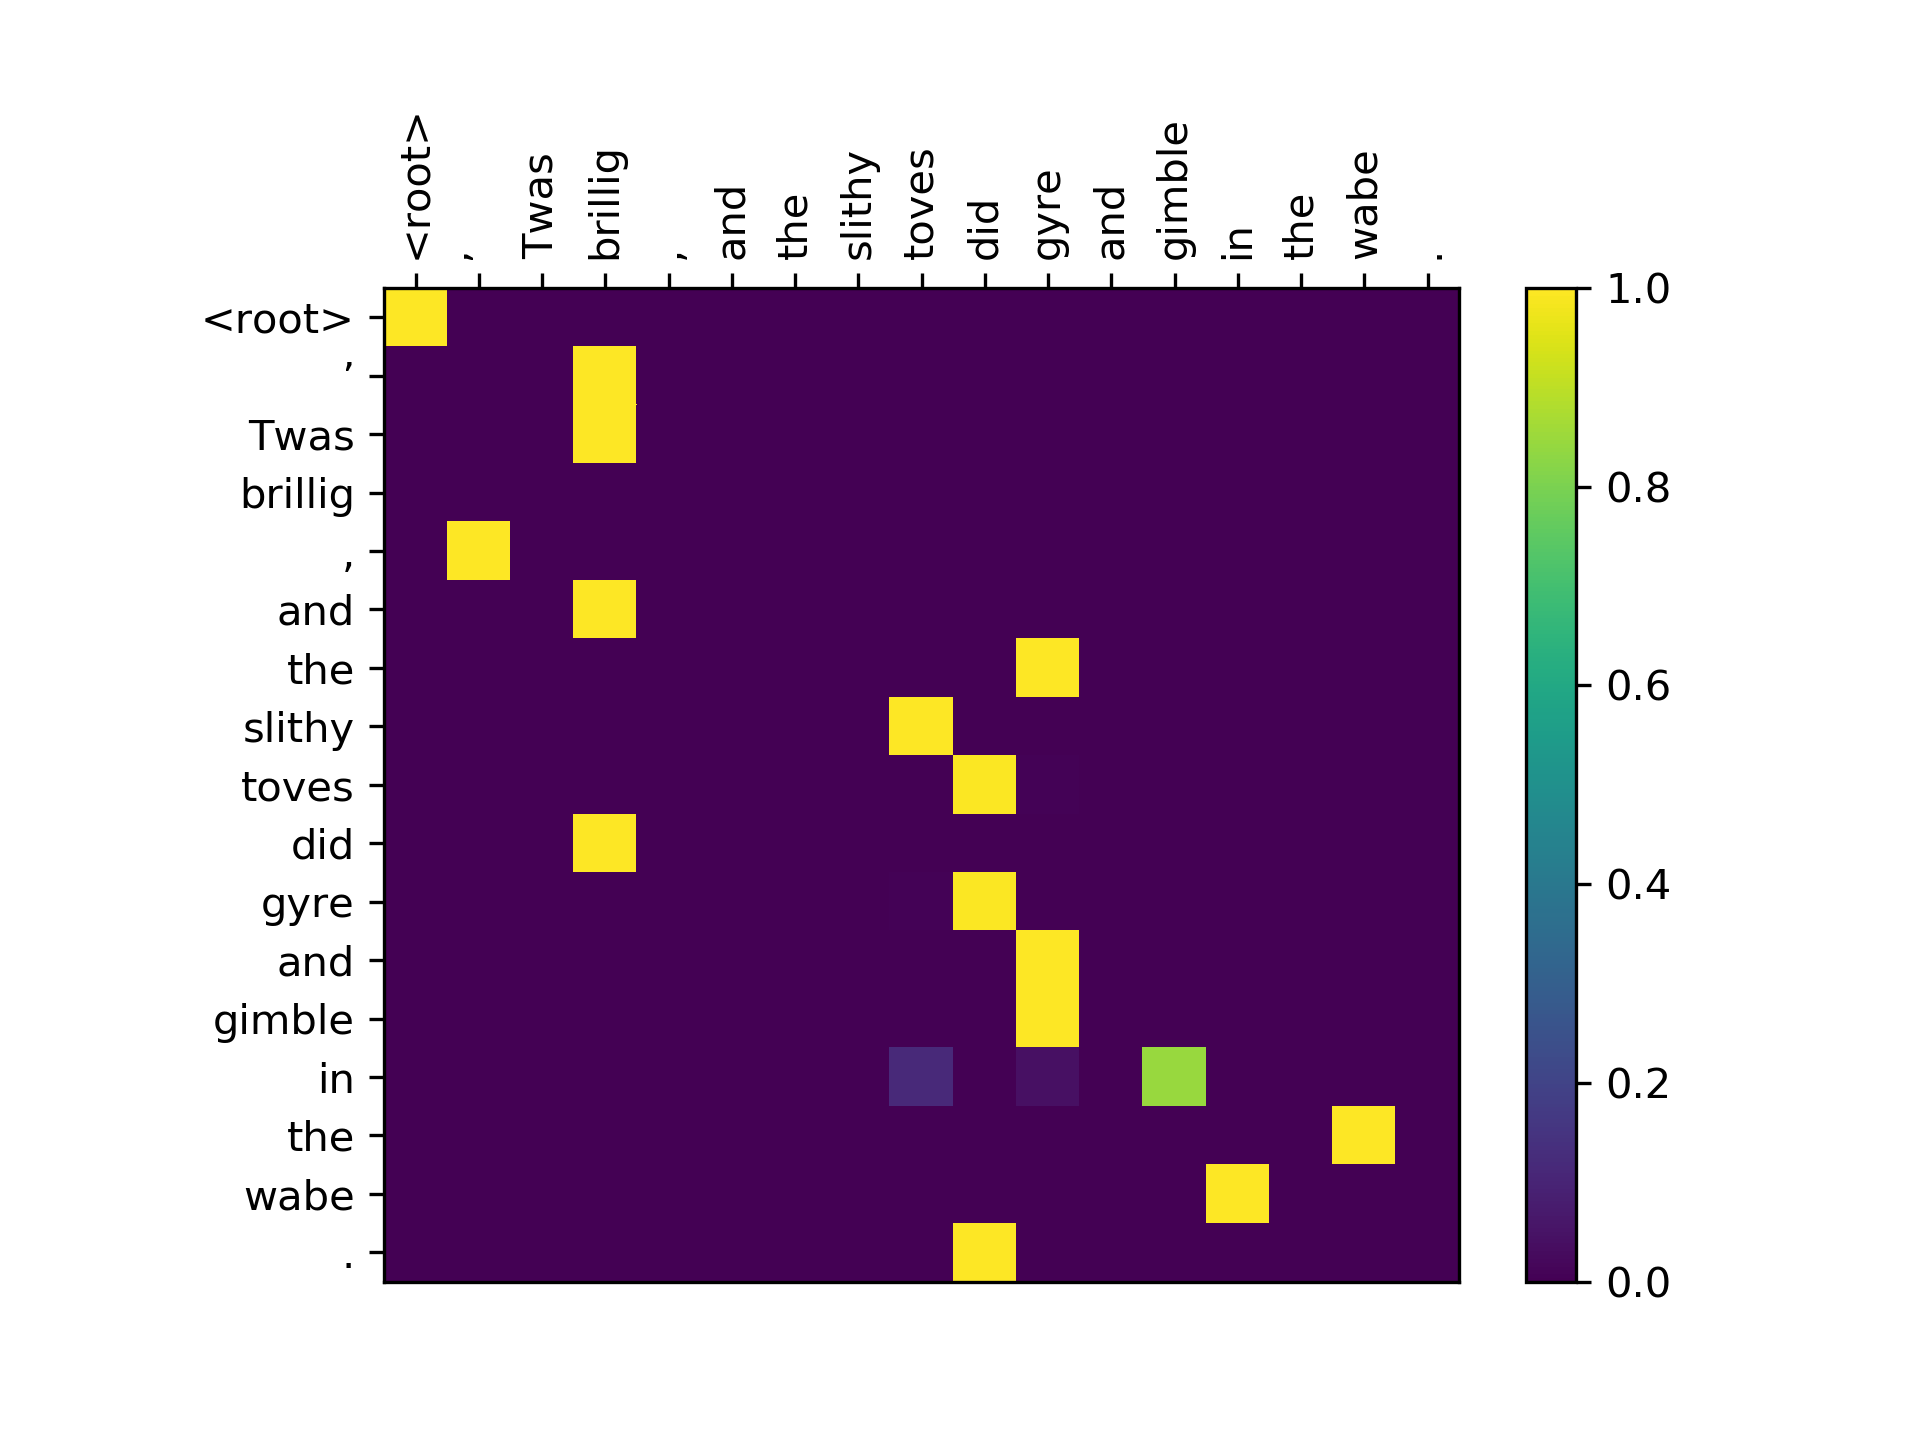 <root> ’ Twas brillig , and the slithy toves did gyre and gimble in the wabe .
<root>
’
Twas
brillig
,
and
the
slithy
toves
did
gyre
and
gimble
in
the
wabe
.
1.0
0.8
0.6
0.4
0.2
0.0